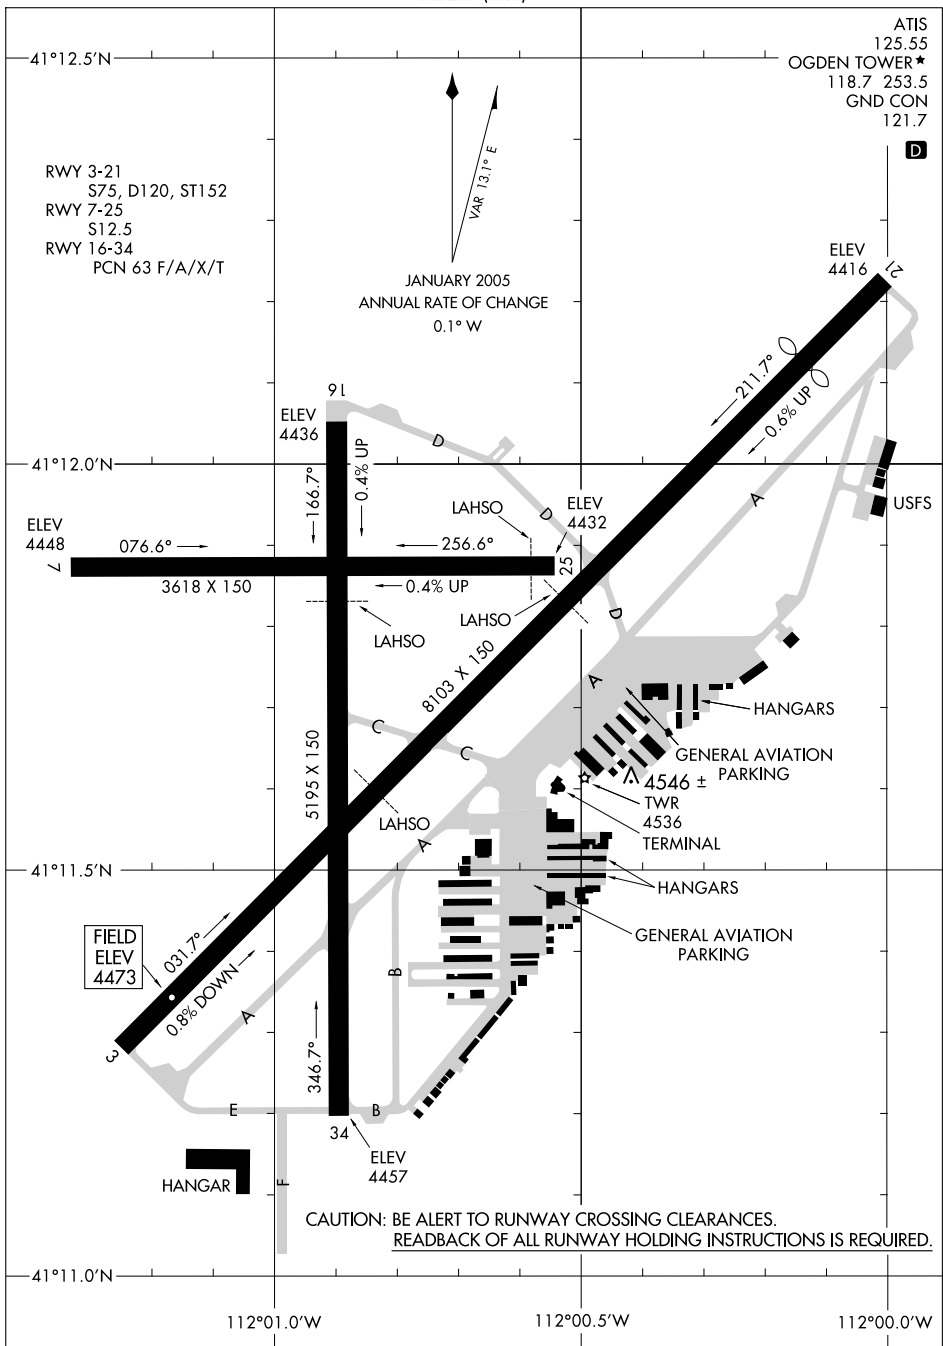 ATIS
125.55
OGDEN TOWER★
118.7 253.5
GND CON
121.7
D
41°12.5'N
VAR 13.1° E
JANUARY 2005
ANNUAL RATE OF CHANGE
0.1° W
RWY 3-21
S75, D120, ST152
RWY 7-25
S12.5
RWY 16-34
PCN 63 F/A/X/T
ELEV
4416
21
211.7°
0.6% UP
16
ELEV
4436
166.7°
0.4% UP
D
41°12.0'N
A
USFS
LAHSO
ELEV
4432
D
ELEV
4448
7
076.6°
256.6°
25
3618 X 150
0.4% UP
LAHSO
LAHSO
D
8103 X 150
A
HANGARS
C
C
GENERAL AVIATION
PARKING
5195 X 150
4546 ±
TWR
4536
TERMINAL
LAHSO
A
41°11.5'N
HANGARS
FIELD
ELEV
4473
031.7°
0.8% DOWN
GENERAL AVIATION
PARKING
B
A
3
346.7°
E
B
34
ELEV
4457
HANGAR
F
CAUTION: BE ALERT TO RUNWAY CROSSING CLEARANCES.
READBACK OF ALL RUNWAY HOLDING INSTRUCTIONS IS REQUIRED.
41°11.0'N
112°01.0'W
112°00.5'W
112°00.0'W